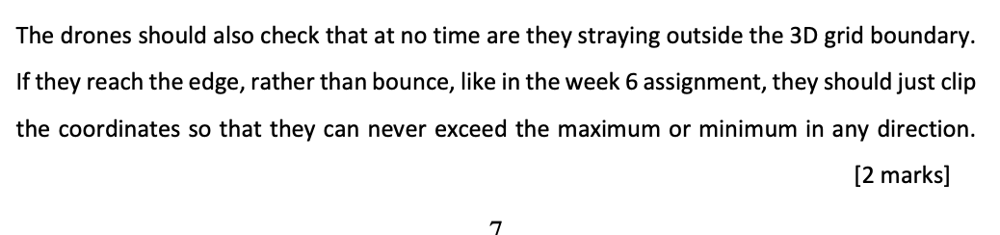 The drones should also check that at no time are they straying outside the 3D grid boundary.
If they reach the edge, rather than bounce, like in the week 6 assignment, they should just clip
the coordinates so that they can never exceed the maximum or minimum in any direction.
[2 marks]
7